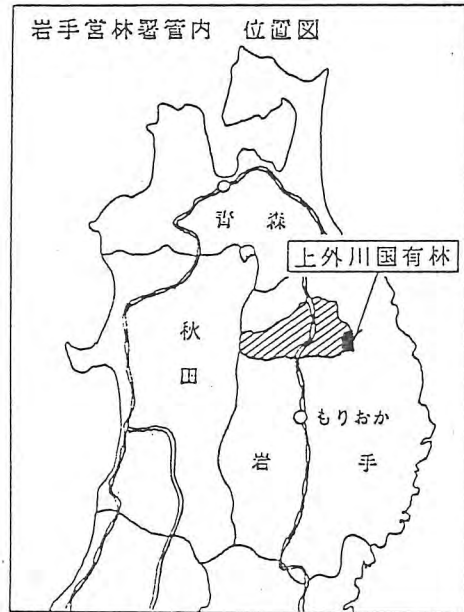 岩手営林署管内　位置図
青森
上外川国有林
秋田
もりおか
岩手